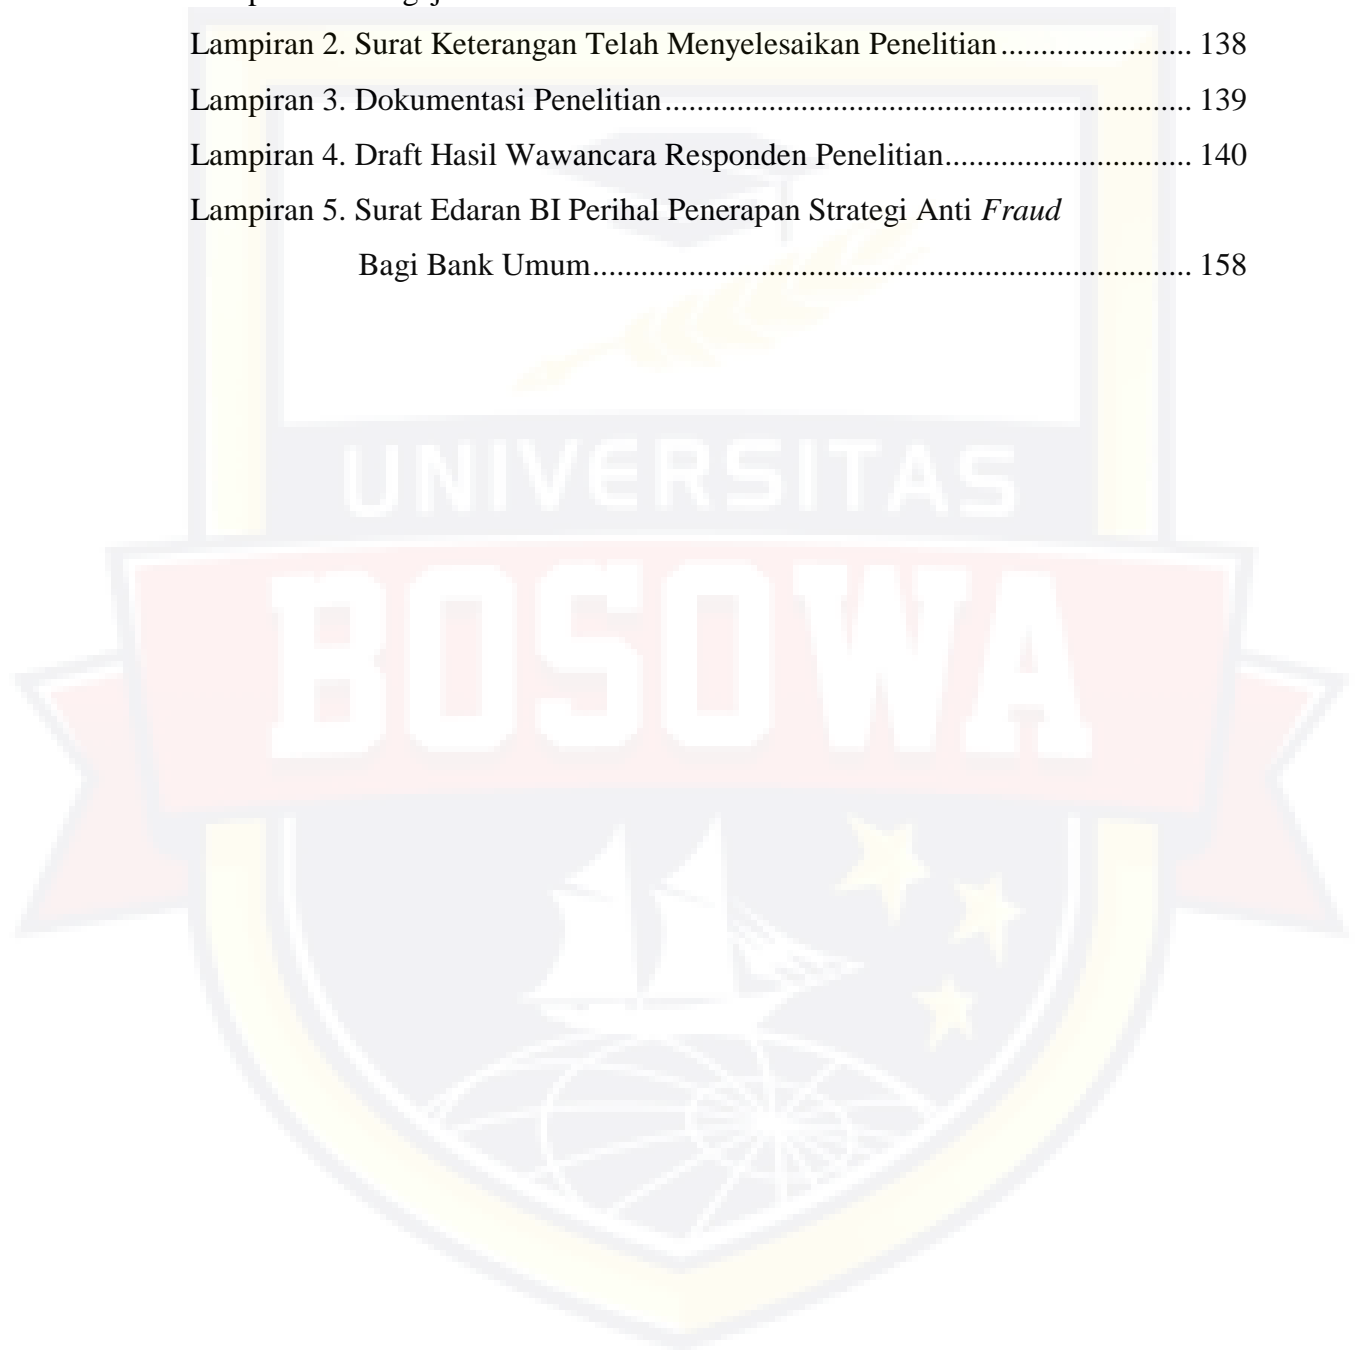 Lampiran 2. Surat Keterangan Telah Menyelesaikan Penelitian........................ 138
Lampiran 3. Dokumentasi Penelitian.................................................................. 139
Lampiran 4. Draft Hasil Wawancara Responden Penelitian............................... 140
Lampiran 5. Surat Edaran BI Perihal Penerapan Strategi Anti Fraud
Bagi Bank Umum........................................................................... 158
UNIVERSITAS
BOSOWA